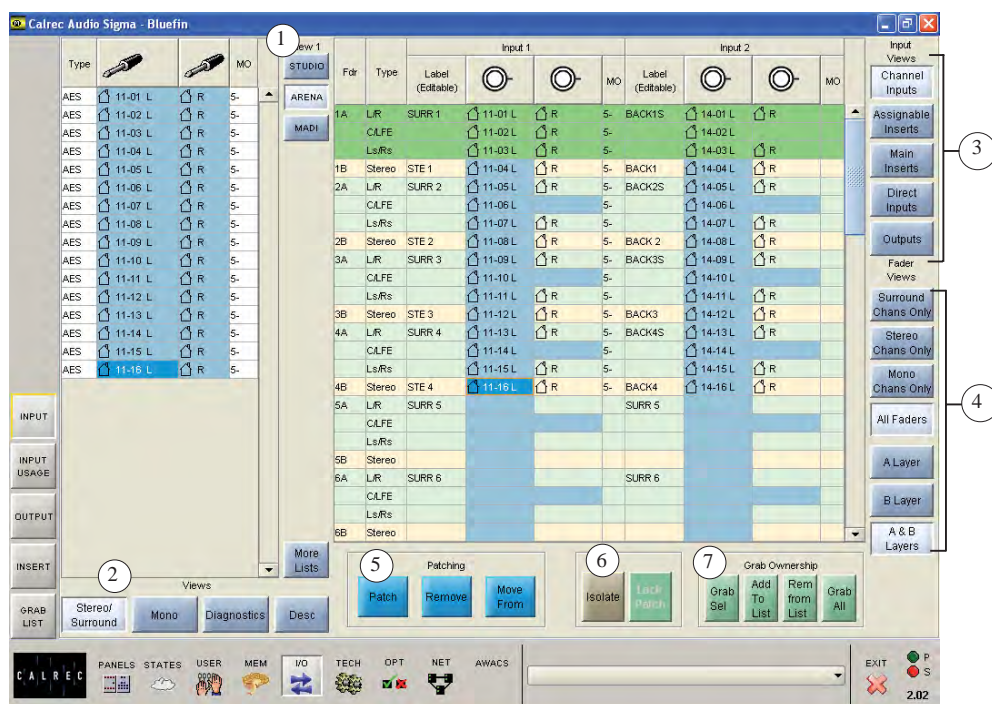 Calrec Audio Sigma - Bluefin
Type MO
AES 11-01 L R 5-
AES 11-02 L R 5-
AES 11-03 L R 5-
AES 11-04 L R 5-
AES 11-05 L R 5-
AES 11-06 L R 5-
AES 11-07 L R 5-
AES 11-08 L R 5-
AES 11-09 L R 5-
AES 11-10 L R 5-
AES 11-11 L R 5-
AES 11-12 L R 5-
AES 11-13 L R 5-
AES 11-14 L R 5-
AES 11-15 L R 5-
AES 11-16 L R 5-
1
View 1
STUDIO
ARENA
MADI
More
Lists
Input 1 Input 2
Fdr Type Label (Editable) MO Label (Editable) MO
1A L/R SURR 1 11-01 L R 5- BACK1S 14-01 L R
C/LFE 11-02 L 5- 14-02 L
Ls/Rs 11-03 L R 5- 14-03 L R
1B Stereo STE 1 11-04 L R 5- BACK1 14-04 L R
2A L/R SURR 2 11-05 L R 5- BACK2S 14-05 L R
C/LFE 11-06 L 5- 14-06 L
Ls/Rs 11-07 L R 5- 14-07 L R
2B Stereo STE 2 11-08 L R 5- BACK 2 14-08 L R
3A L/R SURR 3 11-09 L R 5- BACK3S 14-09 L R
C/LFE 11-10 L 5- 14-10 L
Ls/Rs 11-11 L R 5- 14-11 L R
3B Stereo STE 3 11-12 L R 5- BACK3 14-12 L R
4A L/R SURR 4 11-13 L R 5- BACK4S 14-13 L R
C/LFE 11-14 L 5- 14-14 L
Ls/Rs 11-15 L R 5- 14-15 L R
4B Stereo STE 4 11-16 L R 5- BACK4 14-16 L R
5A L/R SURR 5 SURR 5
C/LFE
Ls/Rs
5B Stereo
6A L/R SURR 6 SURR 6
C/LFE
Ls/Rs
6B Stereo
Input
Views
Channel
Inputs
Assignable
Inserts
Main
Inserts
Direct
Inputs
Outputs
3
Fader
Views
Surround
Chans Only
Stereo
Chans Only
Mono
Chans Only
All Faders
A Layer
B Layer
A & B
Layers
4
INPUT
INPUT
USAGE
OUTPUT
INSERT
GRAB
LIST
2
Views
Stereo/
Surround
Mono
Diagnostics
Desc
5
Patching
Patch
Remove
Move
From
6
Isolate
Lock
Patch
7
Grab Ownership
Grab
Sel
Add
To
List
Rem
from
List
Grab
All
CALREC
PANELS STATES USER MEM I/O TECH OPT NET AWACS
EXIT
P
S
2.02